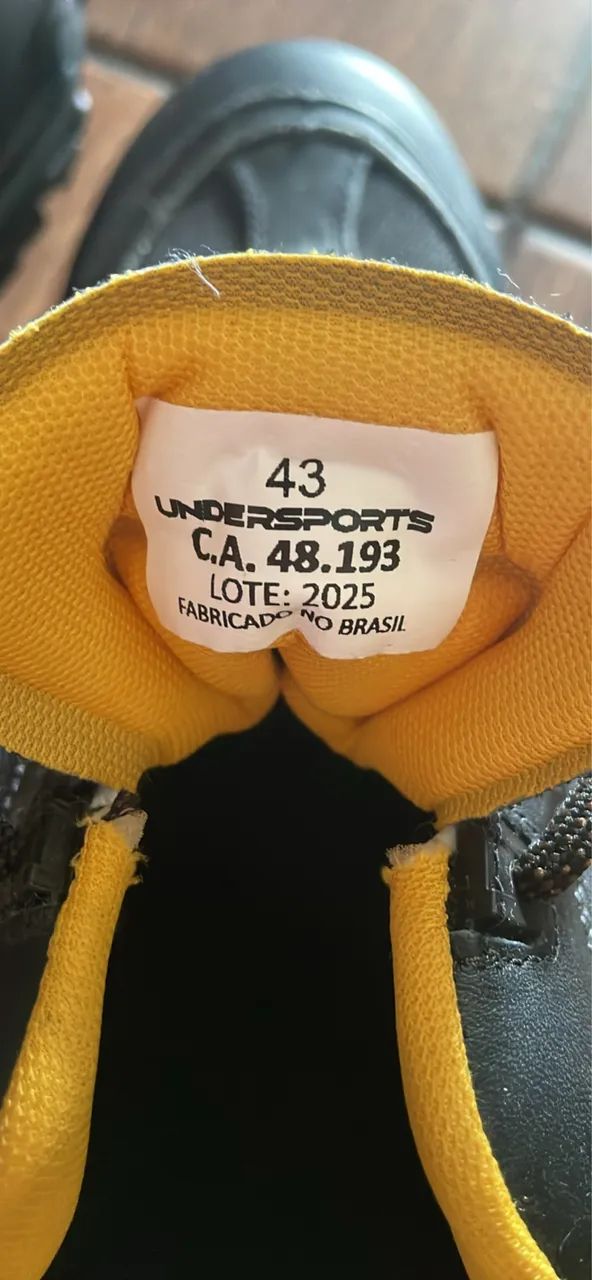 43
UNDERSPORTS
C.A. 48.193
LOTE: 2025
FABRICADO NO BRASIL